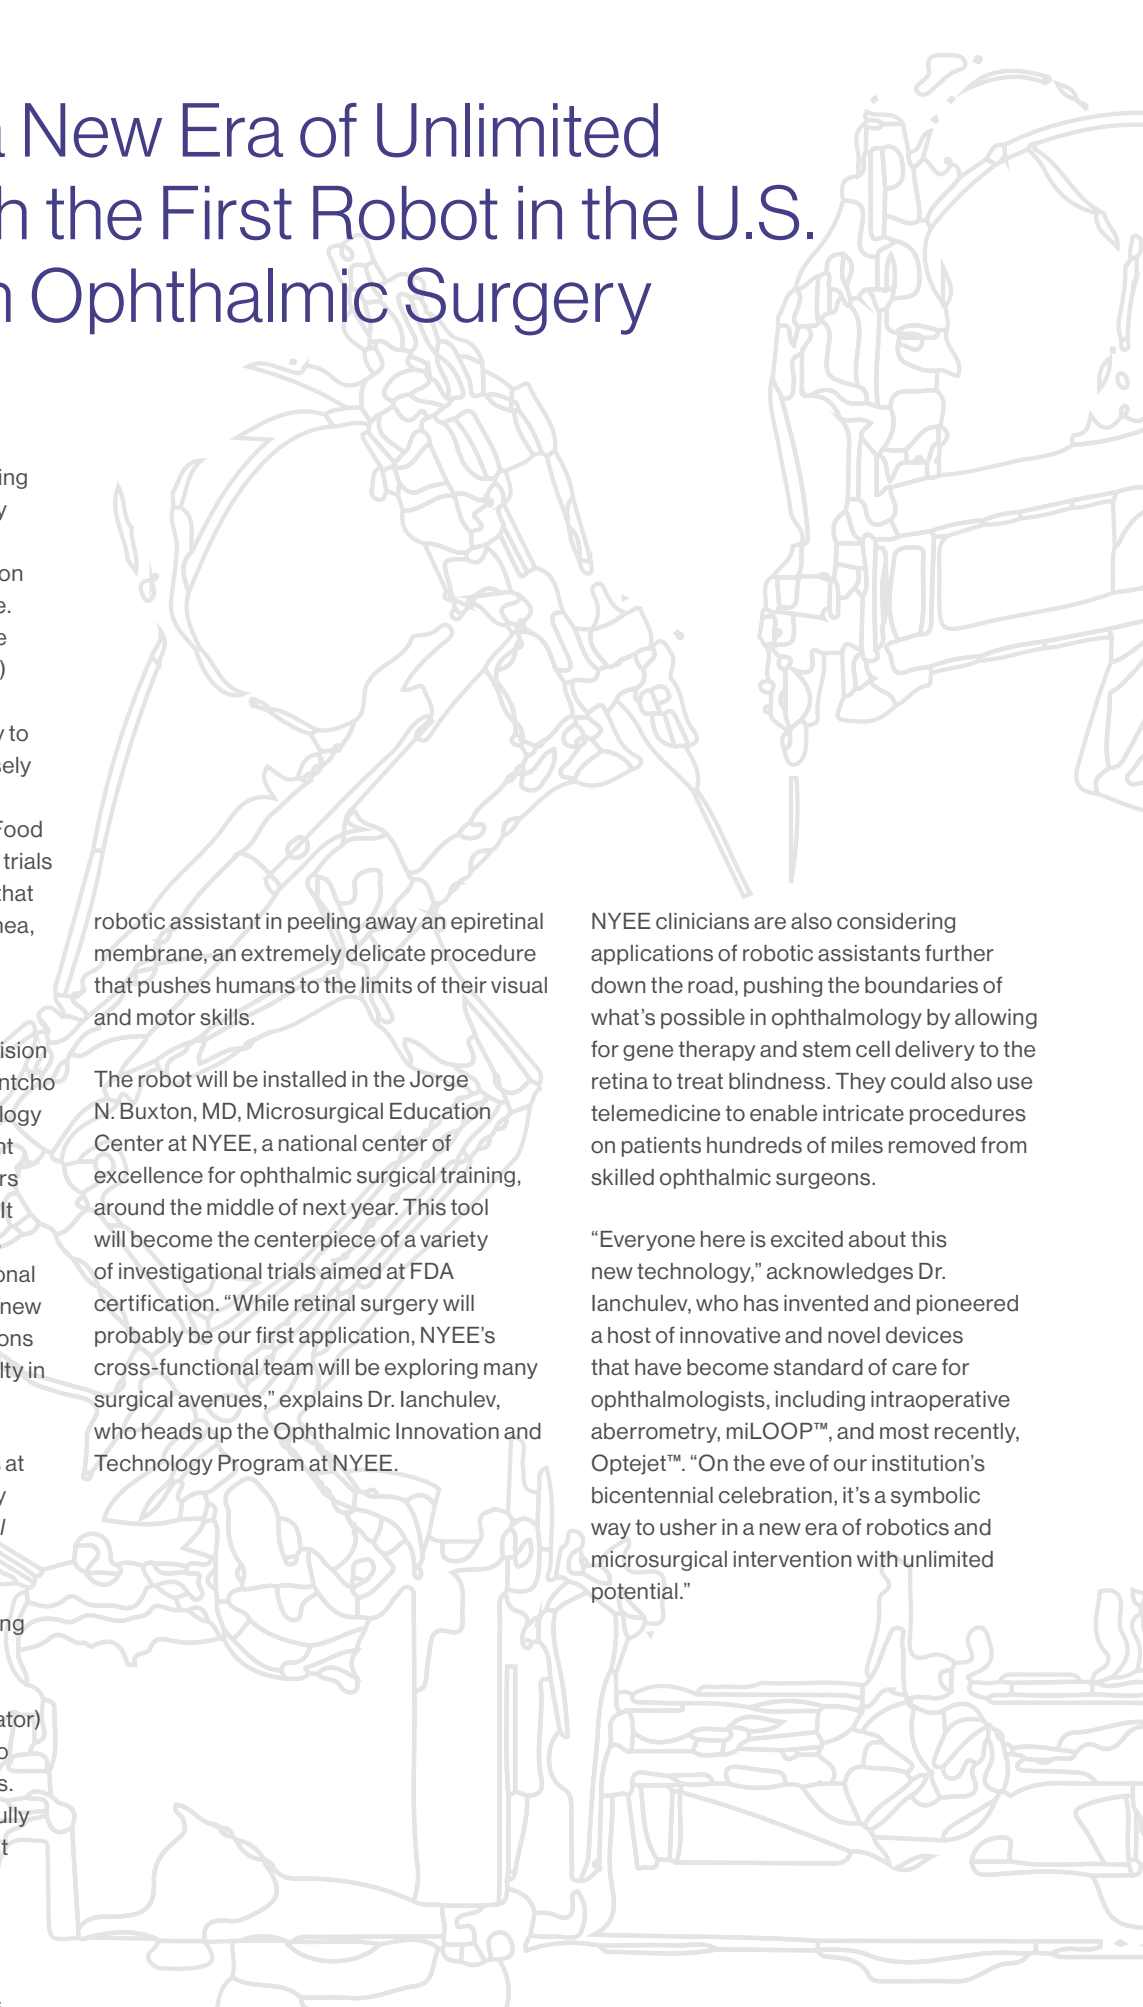 New Era of Unlimited
the First Robot in the U.S.
Ophthalmic Surgery
on
to
Food
trials
It
new
in
at
robotic assistant in peeling away an epiretinal
membrane, an extremely delicate procedure
that pushes humans to the limits of their visual
and motor skills.
The robot will be installed in the Jorge
N. Buxton, MD, Microsurgical Education
Center at NYEE, a national center of
excellence for ophthalmic surgical training,
around the middle of next year. This tool
will become the centerpiece of a variety
of investigational trials aimed at FDA
certification. “While retinal surgery will
probably be our first application, NYEE’s
cross-functional team will be exploring many
surgical avenues,” explains Dr. Ianchulev,
who heads up the Ophthalmic Innovation and
Technology Program at NYEE.
NYEE clinicians are also considering
applications of robotic assistants further
down the road, pushing the boundaries of
what’s possible in ophthalmology by allowing
for gene therapy and stem cell delivery to the
retina to treat blindness. They could also use
telemedicine to enable intricate procedures
on patients hundreds of miles removed from
skilled ophthalmic surgeons.
“Everyone here is excited about this
new technology,” acknowledges Dr.
Ianchulev, who has invented and pioneered
a host of innovative and novel devices
that have become standard of care for
ophthalmologists, including intraoperative
aberrometry, miLOOP™, and most recently,
Optejet™. “On the eve of our institution’s
bicentennial celebration, it’s a symbolic
way to usher in a new era of robotics and
microsurgical intervention with unlimited
potential.”